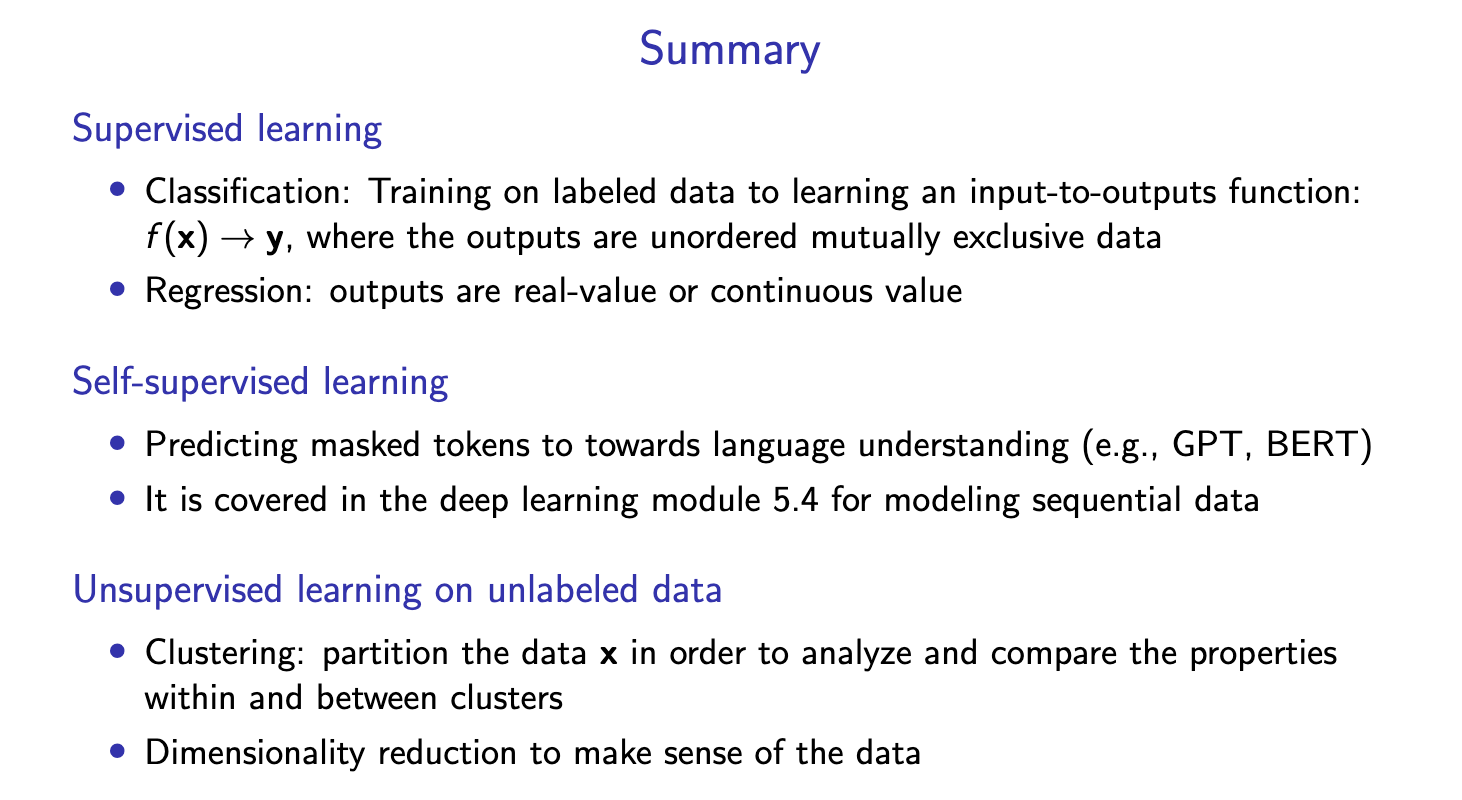 Summary
Supervised learning
• Classification: Training on labeled data to learning an input-to-outputs function:
f(x) → y, where the outputs are unordered mutually exclusive data
• Regression: outputs are real-value or continuous value
Self-supervised learning
• Predicting masked tokens to towards language understanding (e.g., GPT, BERT)
• It is covered in the deep learning module 5.4 for modeling sequential data
Unsupervised learning on unlabeled data
• Clustering: partition the data x in order to analyze and compare the properties
within and between clusters
• Dimensionality reduction to make sense of the data